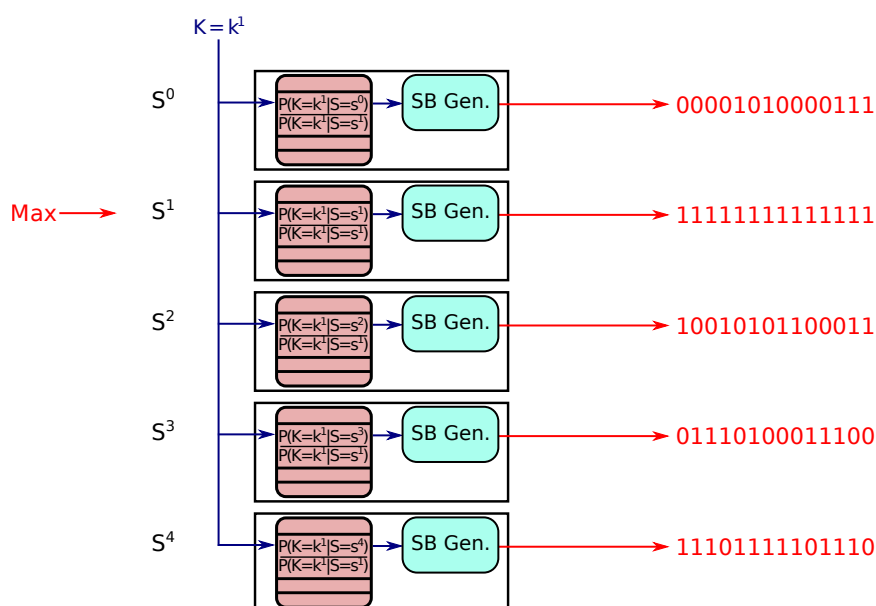 K=k¹
S⁰
P(K=k¹|S=s⁰)
P(K=k¹|S=s¹)
SB Gen.
00001010000111
Max
S¹
P(K=k¹|S=s¹)
P(K=k¹|S=s¹)
SB Gen.
11111111111111
S²
P(K=k¹|S=s²)
P(K=k¹|S=s¹)
SB Gen.
10010101100011
S³
P(K=k¹|S=s³)
P(K=k¹|S=s¹)
SB Gen.
01110100011100
S⁴
P(K=k¹|S=s⁴)
P(K=k¹|S=s¹)
SB Gen.
11101111101110